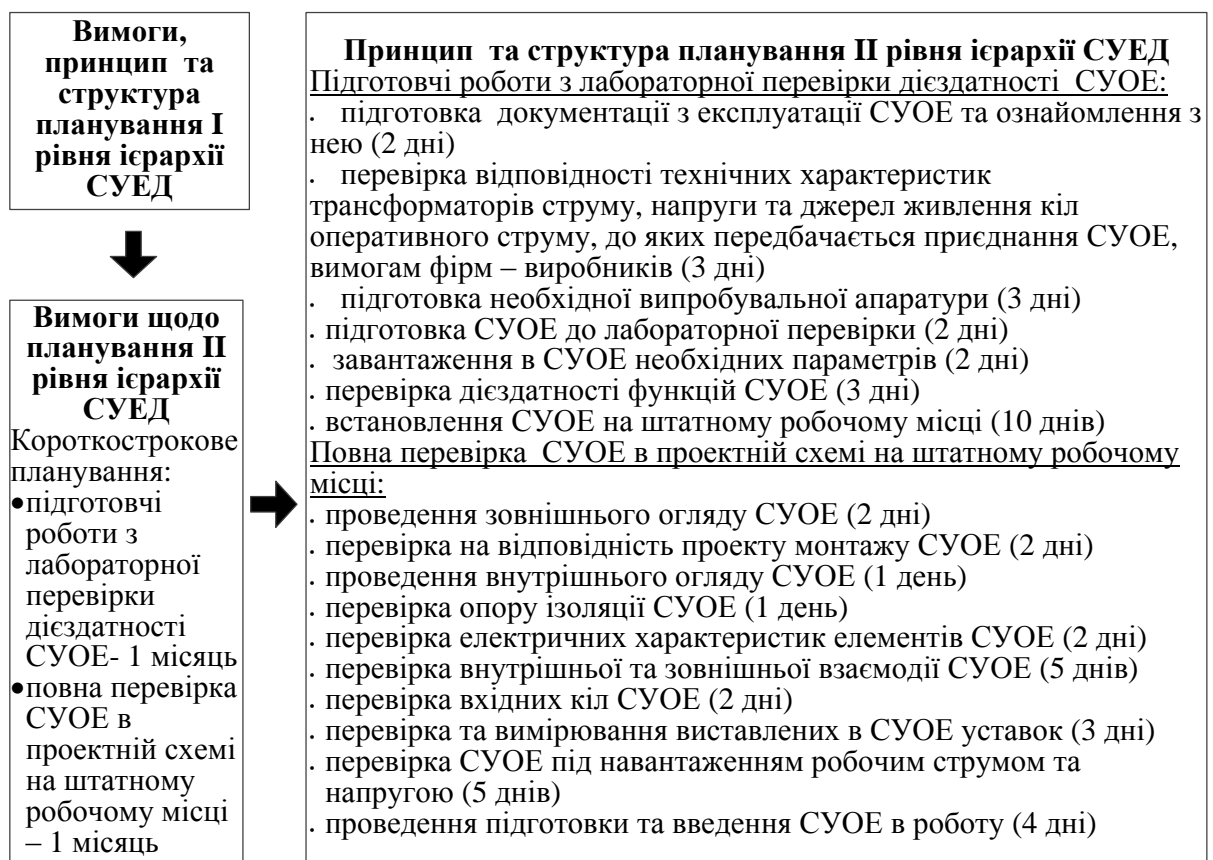 Вимоги,
принцип та
структура
планування І
рівня ієрархії
СУЕД
Вимоги щодо
планування ІІ
рівня ієрархії
СУЕД
Короткострокове
планування:
•підготовчі
роботи з
лабораторної
перевірки
дієздатності
СУОЕ- 1 місяць
•повна перевірка
СУОЕ в
проектній схемі
на штатному
робочому місці
– 1 місяць
Принцип та структура планування ІІ рівня ієрархії СУЕД
Підготовчі роботи з лабораторної перевірки дієздатності СУОЕ:
. підготовка документації з експлуатації СУОЕ та ознайомлення з
нею (2 дні)
. перевірка відповідності технічних характеристик
трансформаторів струму, напруги та джерел живлення кіл
оперативного струму, до яких передбачається приєднання СУОЕ,
вимогам фірм – виробників (3 дні)
. підготовка необхідної випробувальної апаратури (3 дні)
. підготовка СУОЕ до лабораторної перевірки (2 дні)
. завантаження в СУОЕ необхідних параметрів (2 дні)
. перевірка дієздатності функцій СУОЕ (3 дні)
. встановлення СУОЕ на штатному робочому місці (10 днів)
Повна перевірка СУОЕ в проектній схемі на штатному робочому
місці:
. проведення зовнішнього огляду СУОЕ (2 дні)
. перевірка на відповідність проекту монтажу СУОЕ (2 дні)
. проведення внутрішнього огляду СУОЕ (1 день)
. перевірка опору ізоляції СУОЕ (1 день)
. перевірка електричних характеристик елементів СУОЕ (2 дні)
. перевірка внутрішньої та зовнішньої взаємодії СУОЕ (5 днів)
. перевірка вхідних кіл СУОЕ (2 дні)
. перевірка та вимірювання виставлених в СУОЕ уставок (3 дні)
. перевірка СУОЕ під навантаженням робочим струмом та
напругою (5 днів)
. проведення підготовки та введення СУОЕ в роботу (4 дні)